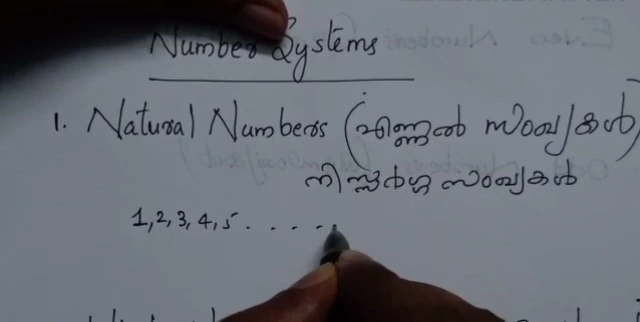 Number Systems
1. Natural Numbers (എണ്ണൽ സംഖ്യകൾ)
നിസ്സർഗ്ഗ സംഖ്യകൾ
1, 2, 3, 4, 5 . . . . . .